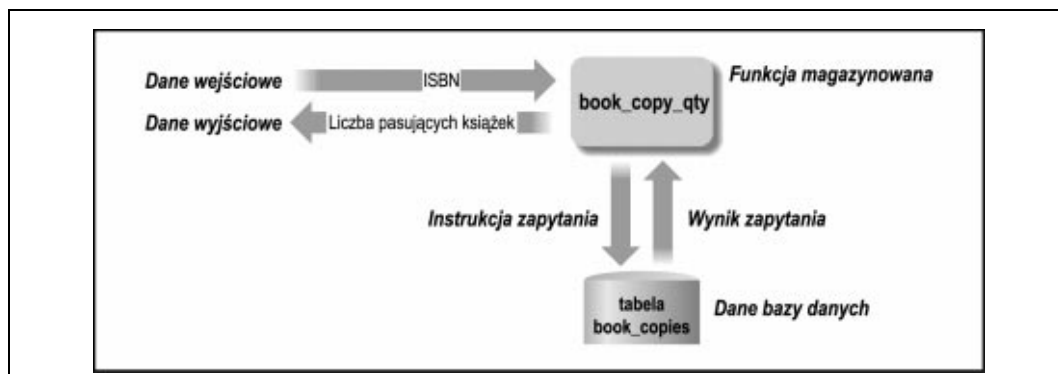 Dane wejściowe
ISBN
book_copy_qty
Funkcja magazynowana
Dane wyjściowe
Liczba pasujących książek
Instrukcja zapytania
Wynik zapytania
tabela
book_copies
Dane bazy danych